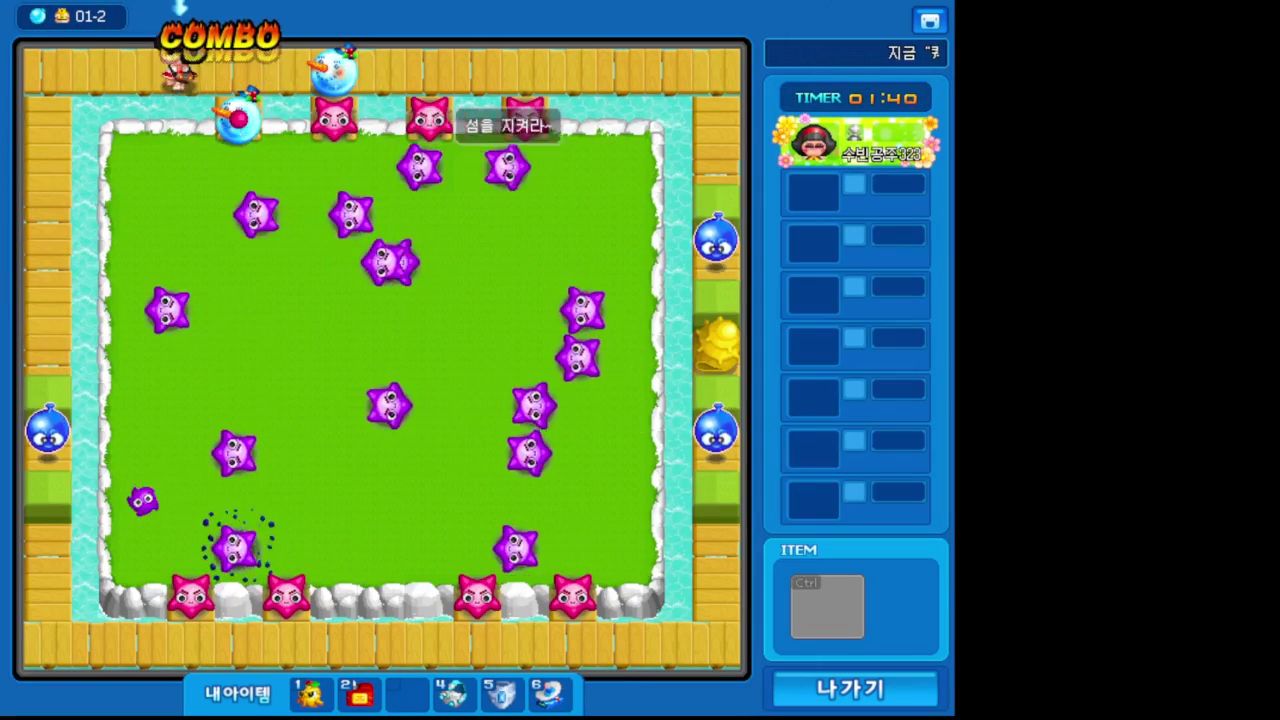 01-2
COMBO
지금 "쿠
TIMER 01:40
섬을 지켜라~
수빈공주323
ITEM
Ctrl
내아이템
1
2
4
5
6
나가기